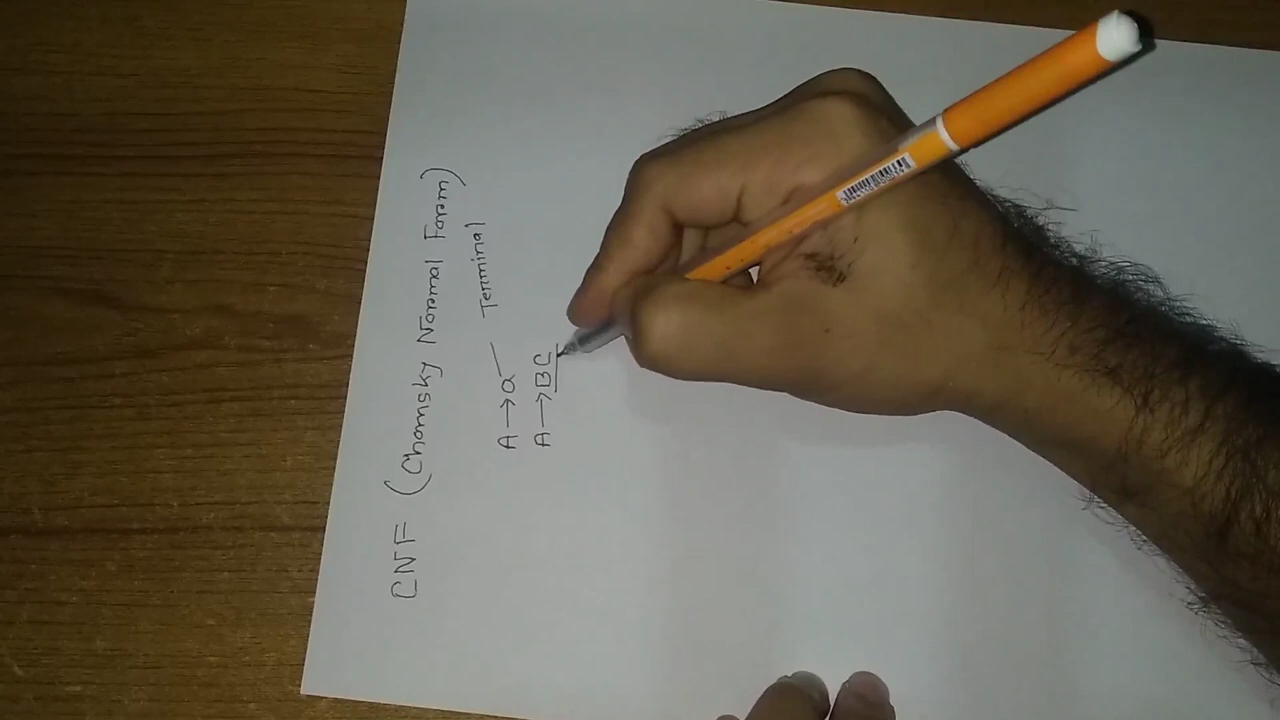 CNF (Chomsky Normal Form)
A → a — Terminal
A → BC